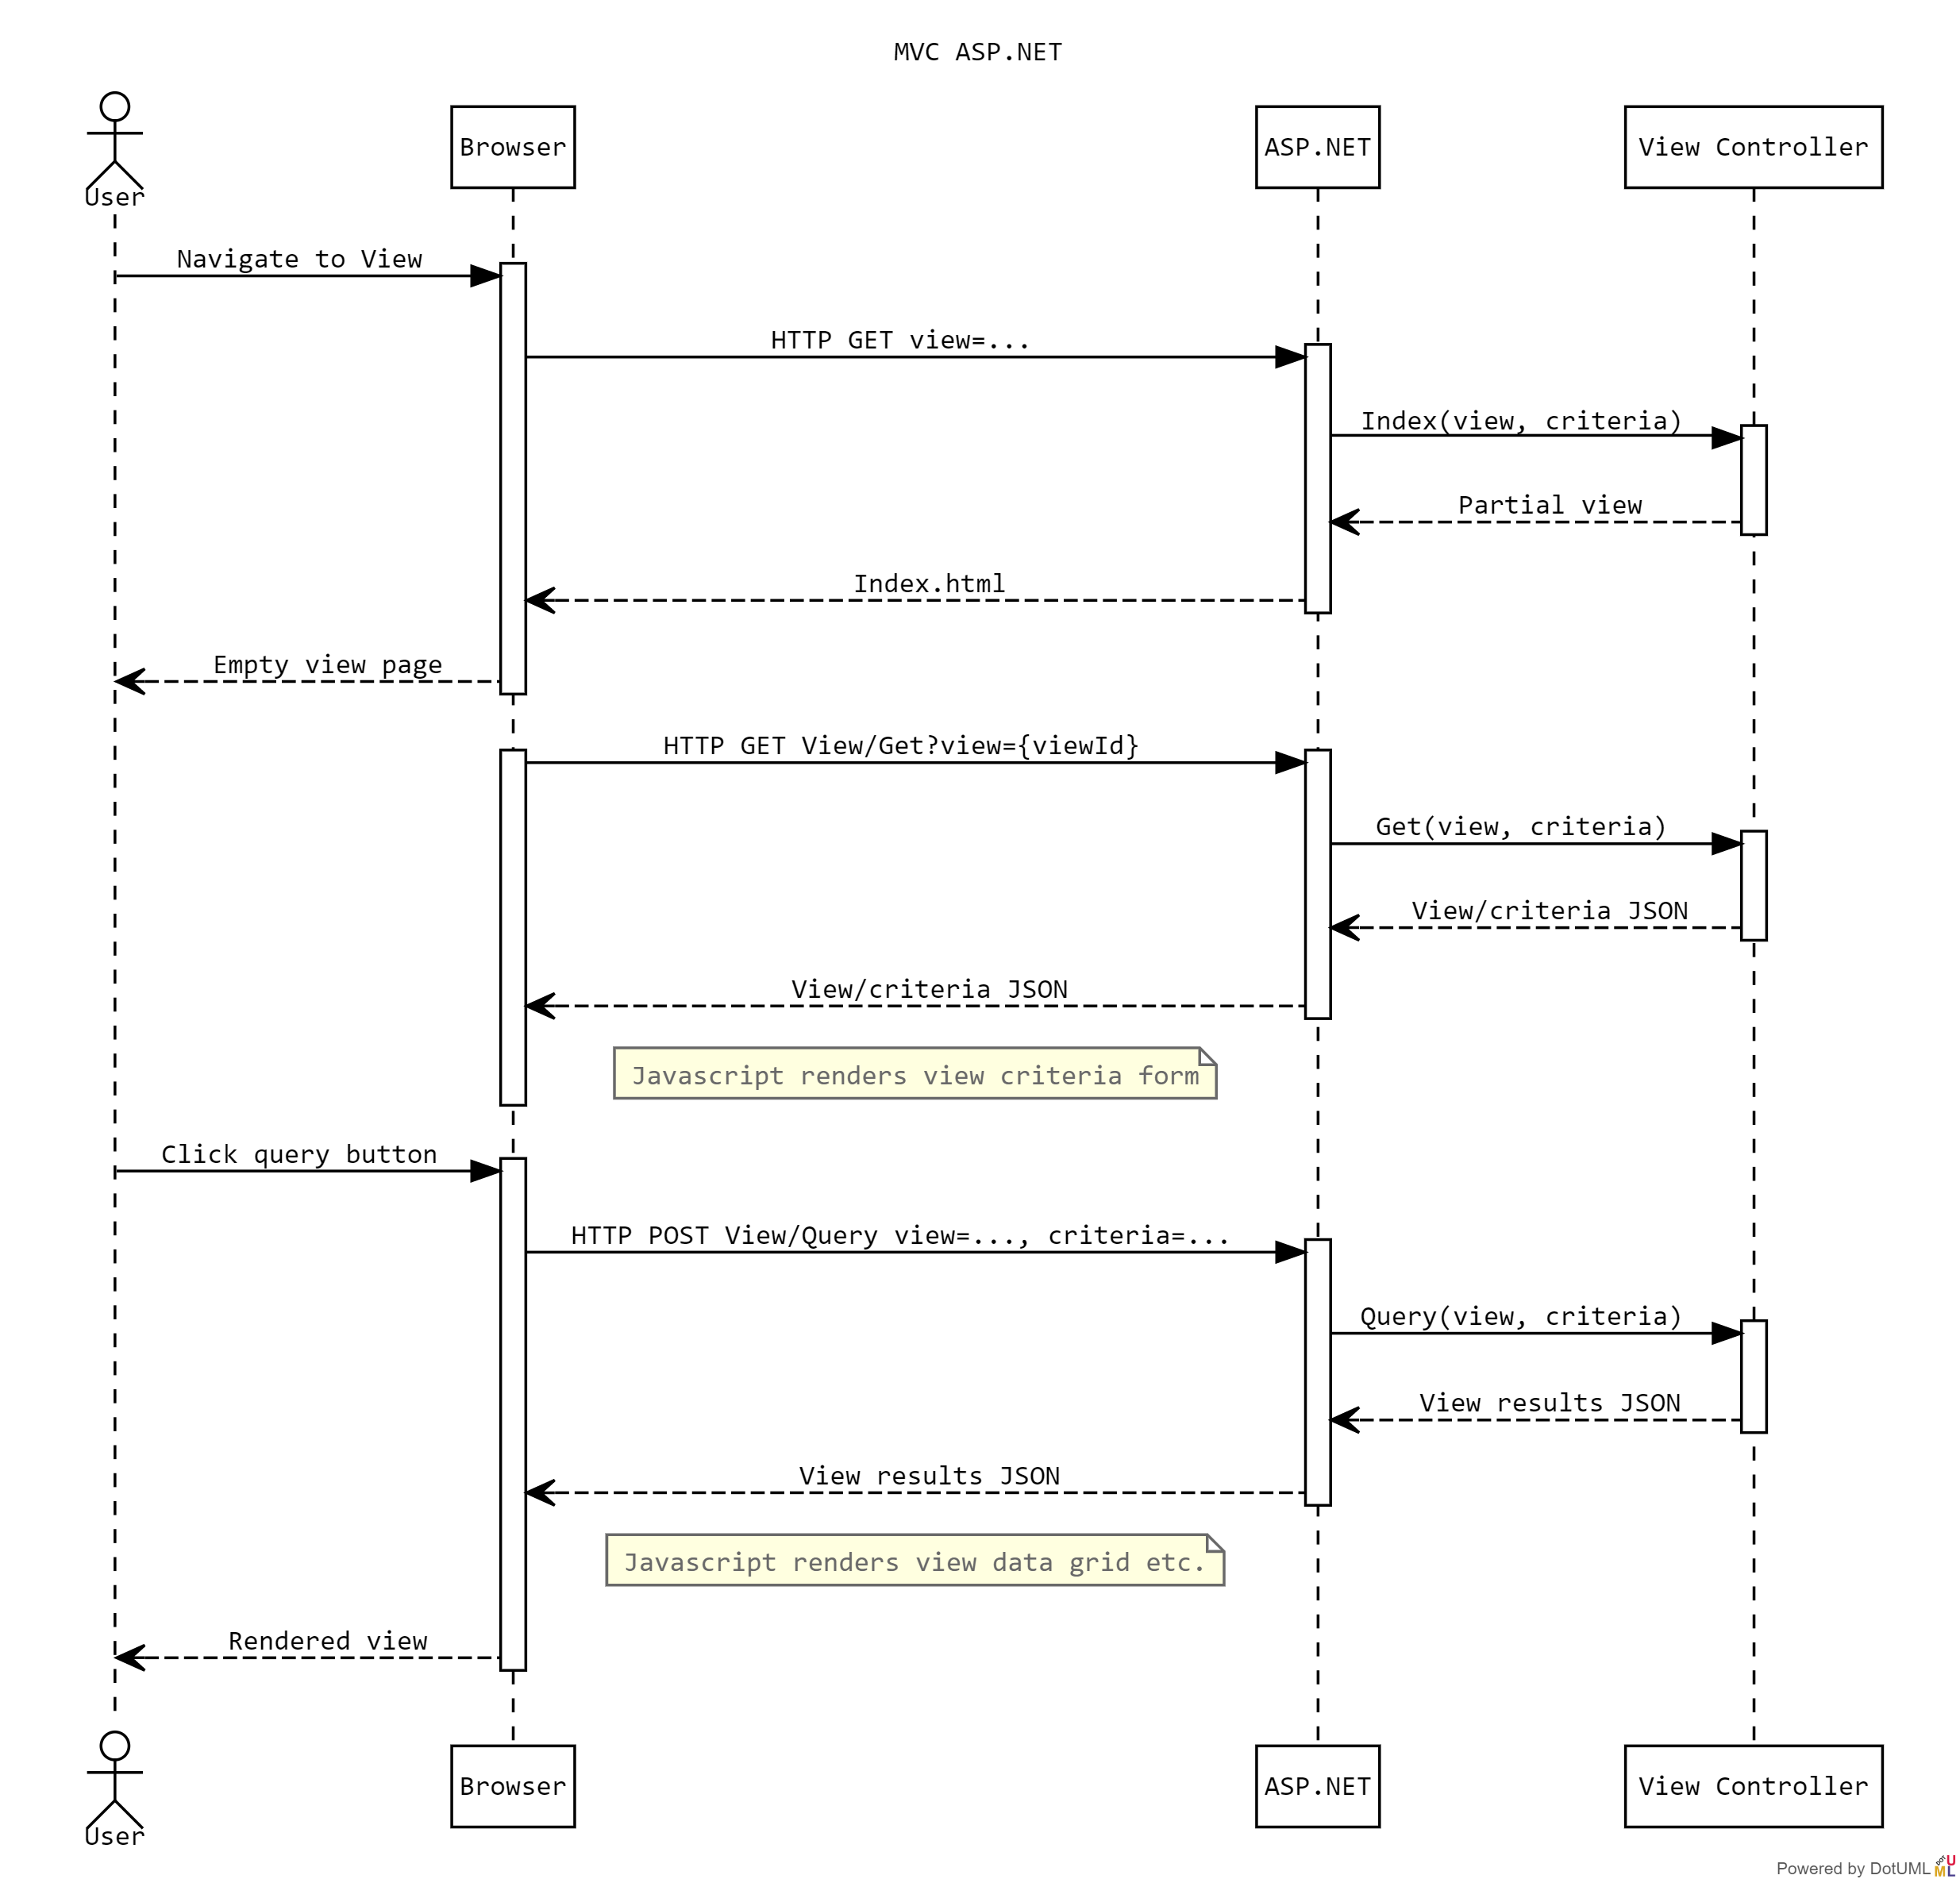 MVC ASP.NET
User
Browser
ASP.NET
View Controller
Navigate to View
HTTP GET view=...
Index(view, criteria)
Partial view
Index.html
Empty view page
HTTP GET View/Get?view={viewId}
Get(view, criteria)
View/criteria JSON
View/criteria JSON
Javascript renders view criteria form
Click query button
HTTP POST View/Query view=..., criteria=...
Query(view, criteria)
View results JSON
View results JSON
Javascript renders view data grid etc.
Rendered view
User
Browser
ASP.NET
View Controller
Powered by DotUML
DOT
U
ML